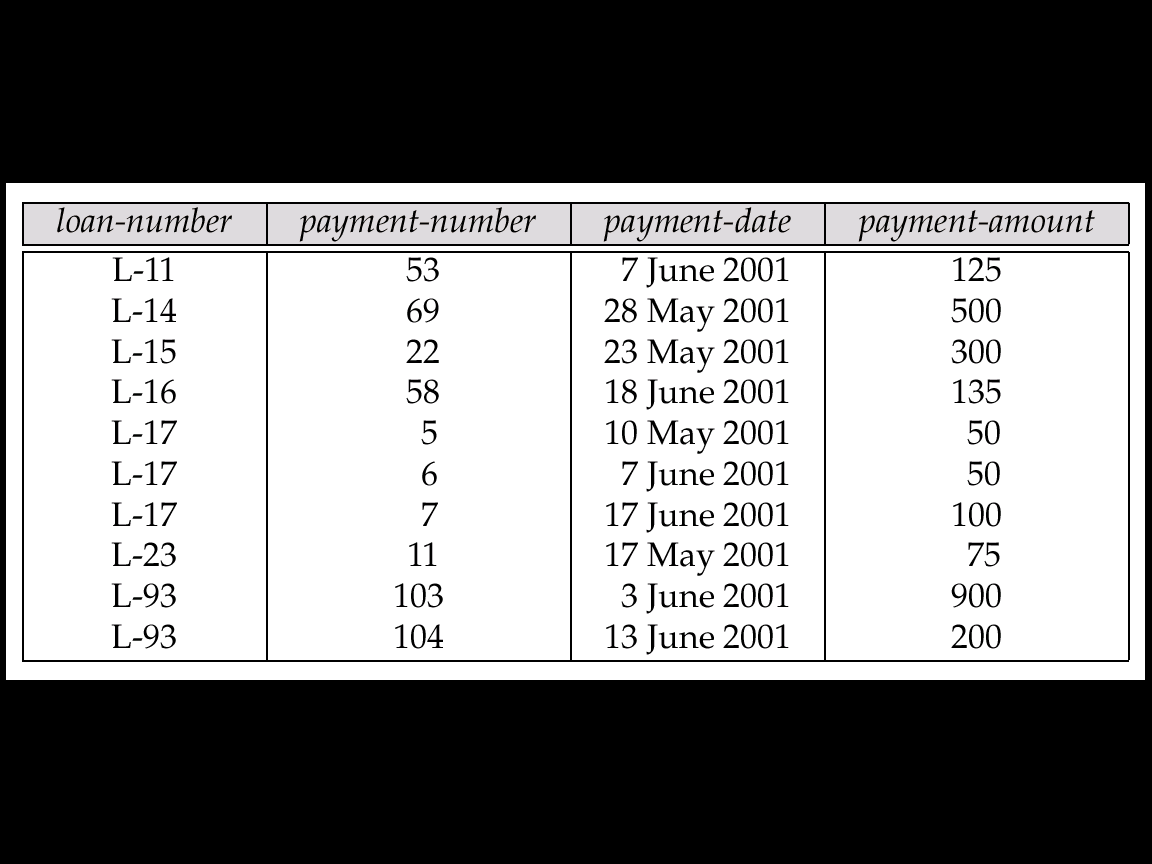 loan-number payment-number payment-date payment-amount
L-11 53 7 June 2001 125
L-14 69 28 May 2001 500
L-15 22 23 May 2001 300
L-16 58 18 June 2001 135
L-17 5 10 May 2001 50
L-17 6 7 June 2001 50
L-17 7 17 June 2001 100
L-23 11 17 May 2001 75
L-93 103 3 June 2001 900
L-93 104 13 June 2001 200